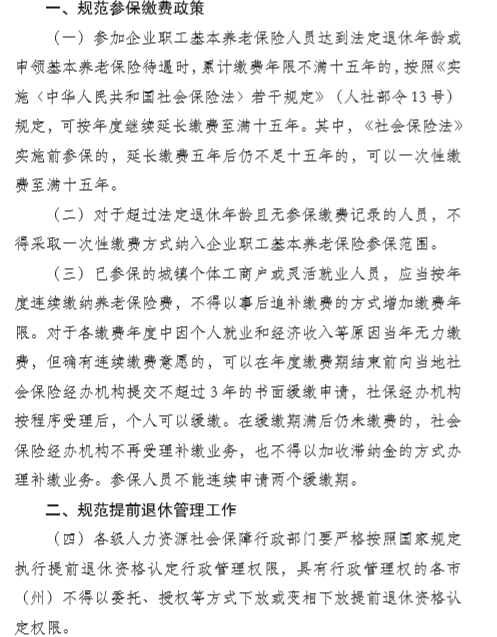 一、规范参保缴费政策
（一）参加企业职工基本养老保险人员达到法定退休年龄或
申领基本养老保险待遇时，累计缴费年限不满十五年的，按照《实
施〈中华人民共和国社会保险法〉若干规定》（人社部令13号）
规定，可按年度继续延长缴费至满十五年。其中，《社会保险法》
实施前参保的，延长缴费五年后仍不足十五年的，可以一次性缴
费至满十五年。
（二）对于超过法定退休年龄且无参保缴费记录的人员，不
得采取一次性缴费方式纳入企业职工基本养老保险参保范围。
（三）已参保的城镇个体工商户或灵活就业人员，应当按年
度连续缴纳养老保险费，不得以事后追补缴费的方式增加缴费年
限。对于各缴费年度中因个人就业和经济收入等原因当年无力缴
费，但确有连续缴费意愿的，可以在年度缴费期结束前向当地社
会保险经办机构提交不超过3年的书面缓缴申请，社保经办机构
按程序受理后，个人可以缓缴。在缓缴期满后仍未缴费的，社会
保险经办机构不再受理补缴业务，也不得以加收滞纳金的方式办
理补缴业务。参保人员不能连续申请两个缓缴期。
二、规范提前退休管理工作
（四）各级人力资源社会保障行政部门要严格按照国家规定
执行提前退休资格认定行政管理权限，具有行政管理权的各市
（州）不得以委托、授权等方式下放或变相下放提前退休资格认
定权限。